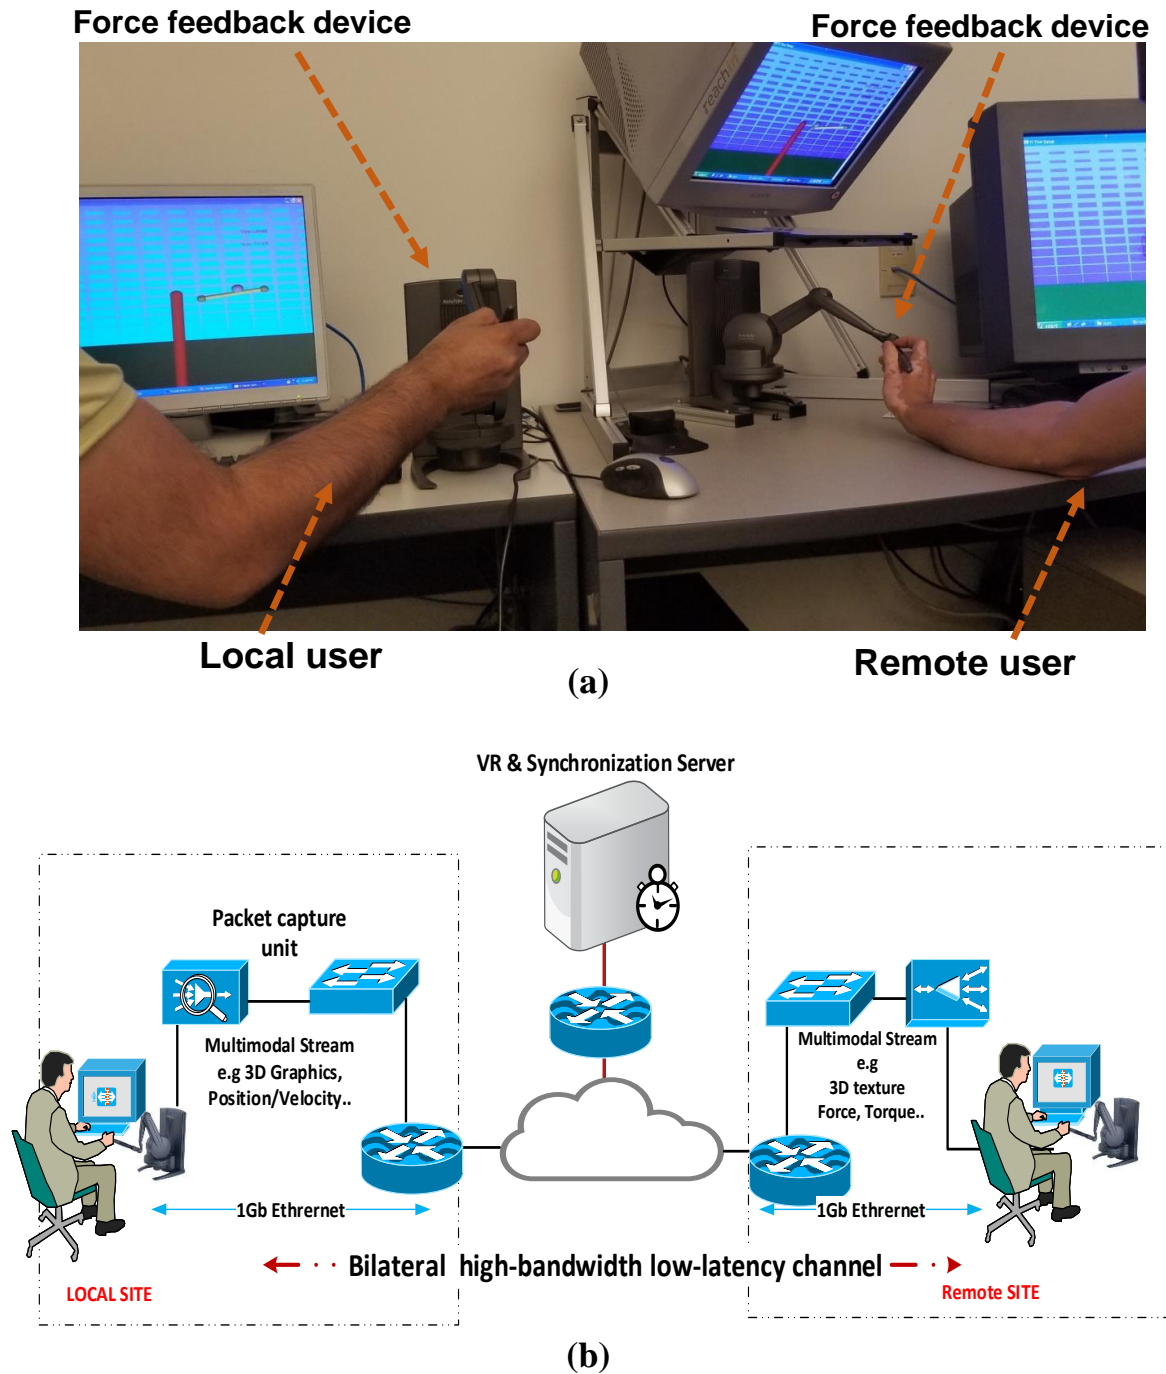 Force feedback device
Force feedback device
reachin
Local user
Remote user
(a)
VR & Synchronization Server
Packet capture
unit
Multimodal Stream
e.g 3D Graphics,
Position/Velocity..
1Gb Ethrernet
LOCAL SITE
Multimodal Stream
e.g
3D texture
Force, Torque..
1Gb Ethrernet
Remote SITE
Bilateral high-bandwidth low-latency channel
(b)